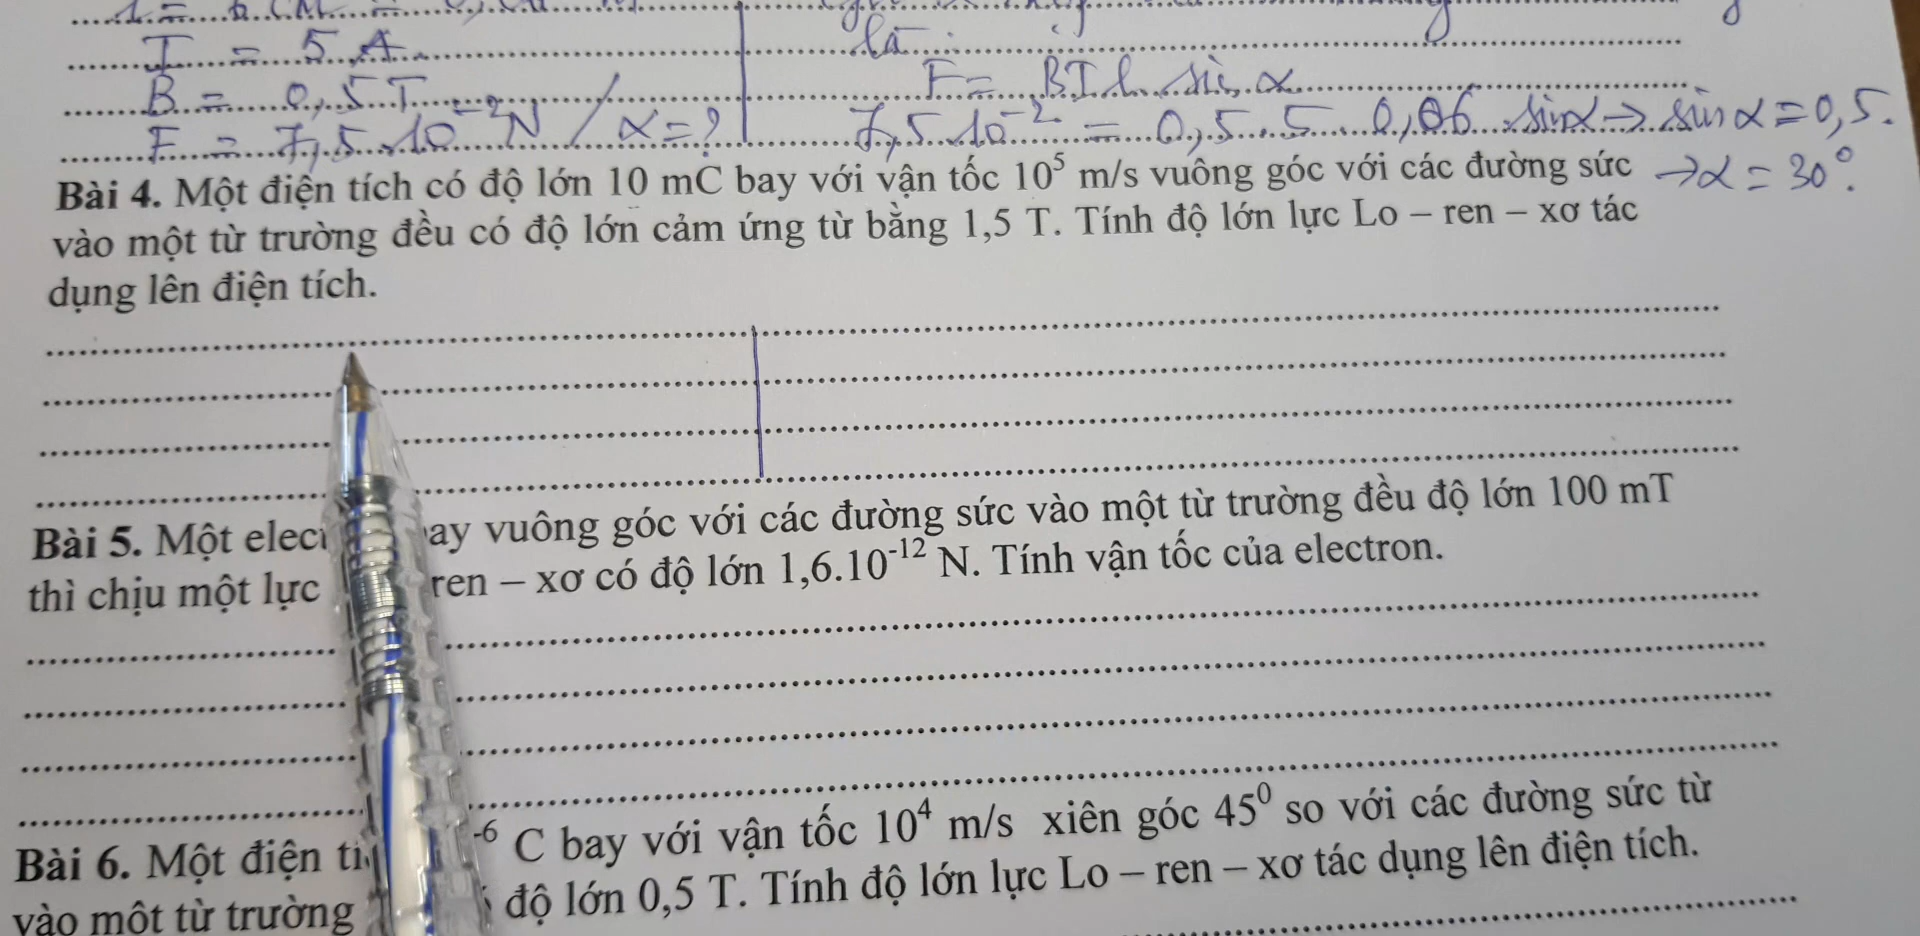 I = 5 A
B = 0,5 T
F = 7,5.10⁻² N / α = ?
là :
F = BIl.sin α
7,5.10⁻² = 0,5.5.0,06.sinα → sin α = 0,5.
→ α = 30°.
Bài 4. Một điện tích có độ lớn 10 mC bay với vận tốc 10⁵ m/s vuông góc với các đường sức
vào một từ trường đều có độ lớn cảm ứng từ bằng 1,5 T. Tính độ lớn lực Lo – ren – xơ tác
dụng lên điện tích.
Bài 5. Một elec ay vuông góc với các đường sức vào một từ trường đều độ lớn 100 mT
thì chịu một lực ren – xơ có độ lớn 1,6.10⁻¹² N. Tính vận tốc của electron.
Bài 6. Một điện tí ⁻⁶ C bay với vận tốc 10⁴ m/s xiên góc 45⁰ so với các đường sức từ
vào một từ trường độ lớn 0,5 T. Tính độ lớn lực Lo – ren – xơ tác dụng lên điện tích.